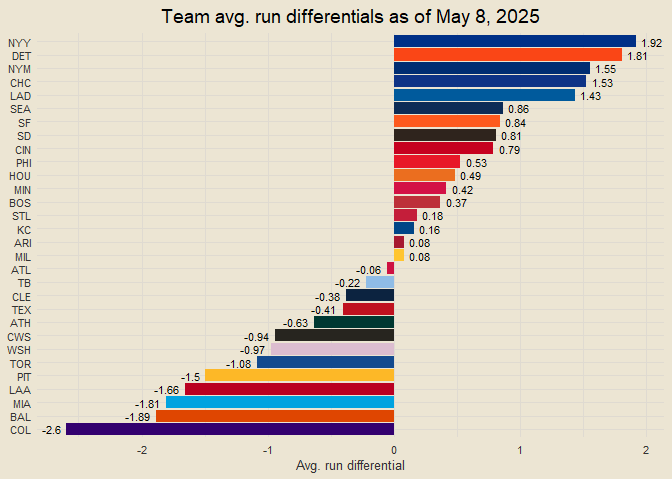 Team avg. run differentials as of May 8, 2025
NYY 1.92
DET 1.81
NYM 1.55
CHC 1.53
LAD 1.43
SEA 0.86
SF 0.84
SD 0.81
CIN 0.79
PHI 0.53
HOU 0.49
MIN 0.42
BOS 0.37
STL 0.18
KC 0.16
ARI 0.08
MIL 0.08
ATL -0.06
TB -0.22
CLE -0.38
TEX -0.41
ATH -0.63
CWS -0.94
WSH -0.97
TOR -1.08
PIT -1.5
LAA -1.66
MIA -1.81
BAL -1.89
COL -2.6
-2 -1 0 1 2
Avg. run differential